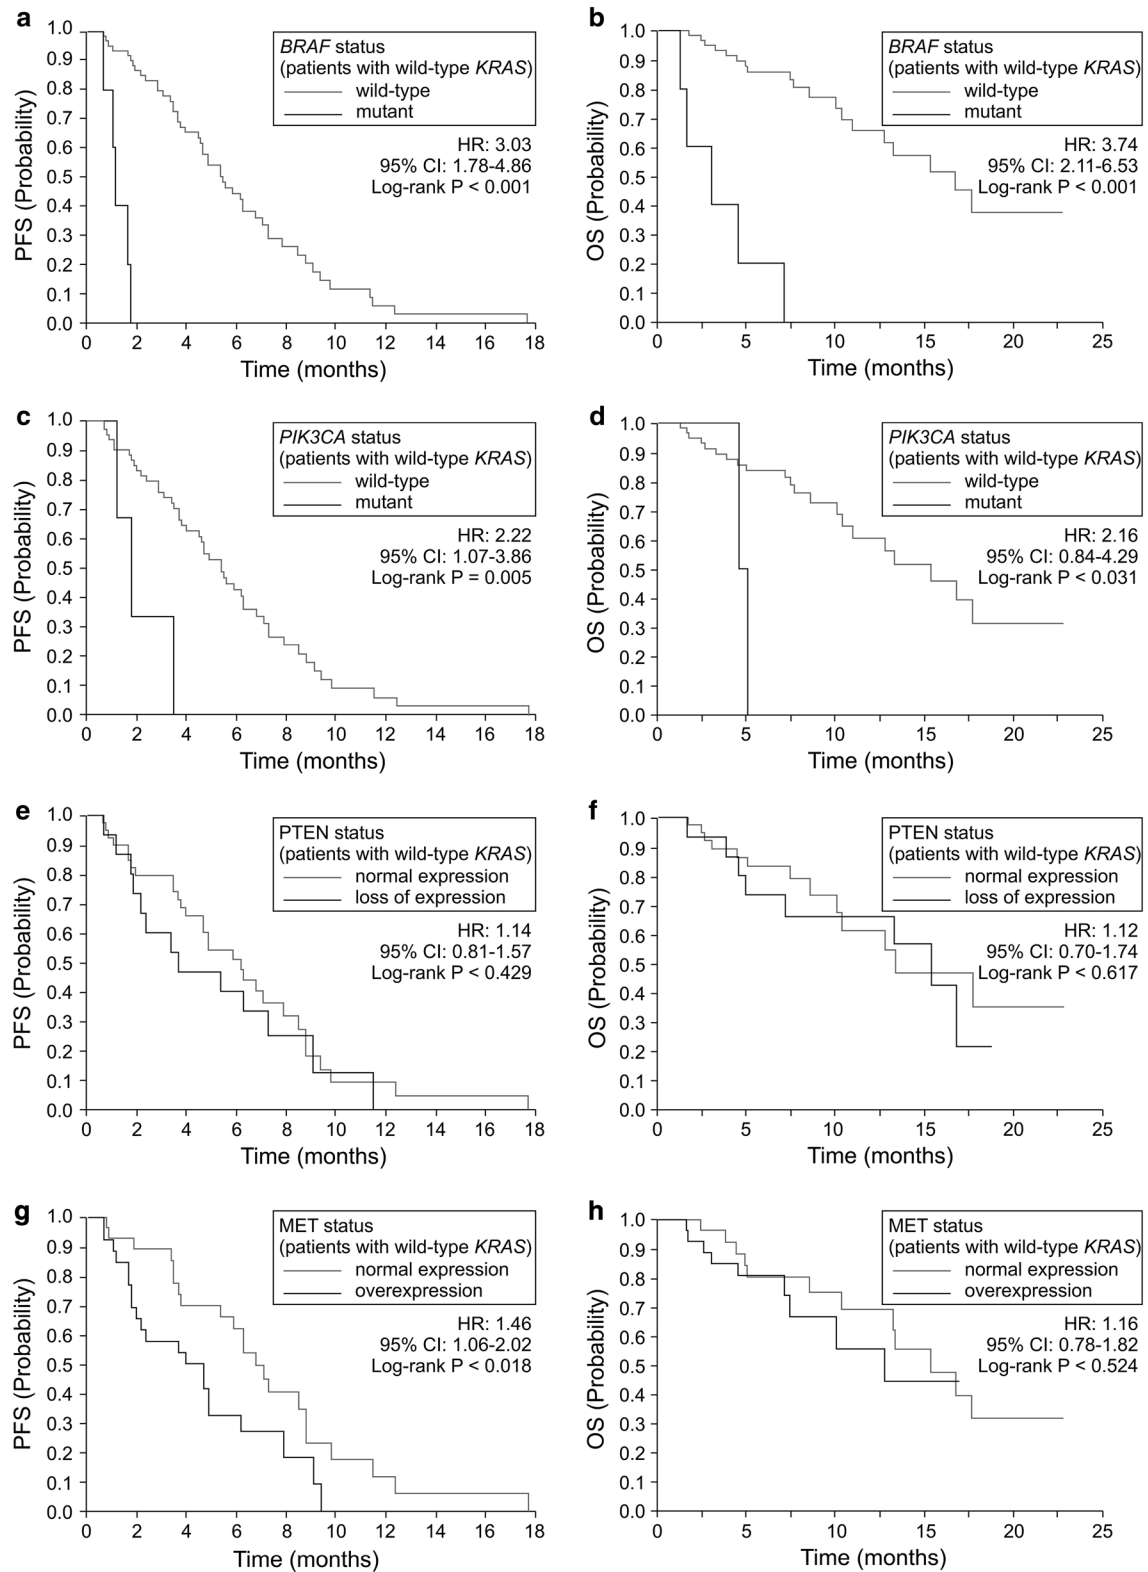 a
1.0
0.9
0.8
0.7
0.6
0.5
0.4
0.3
0.2
0.1
0.0
PFS (Probability)
BRAF status
(patients with wild-type KRAS)
wild-type
mutant
HR: 3.03
95% CI: 1.78-4.86
Log-rank P < 0.001
0 2 4 6 8 10 12 14 16 18
Time (months)
b
1.0
0.9
0.8
0.7
0.6
0.5
0.4
0.3
0.2
0.1
0.0
OS (Probability)
BRAF status
(patients with wild-type KRAS)
wild-type
mutant
HR: 3.74
95% CI: 2.11-6.53
Log-rank P < 0.001
0 5 10 15 20 25
Time (months)
c
1.0
0.9
0.8
0.7
0.6
0.5
0.4
0.3
0.2
0.1
0.0
PFS (Probability)
PIK3CA status
(patients with wild-type KRAS)
wild-type
mutant
HR: 2.22
95% CI: 1.07-3.86
Log-rank P = 0.005
0 2 4 6 8 10 12 14 16 18
Time (months)
d
1.0
0.9
0.8
0.7
0.6
0.5
0.4
0.3
0.2
0.1
0.0
OS (Probability)
PIK3CA status
(patients with wild-type KRAS)
wild-type
mutant
HR: 2.16
95% CI: 0.84-4.29
Log-rank P < 0.031
0 5 10 15 20 25
Time (months)
e
1.0
0.9
0.8
0.7
0.6
0.5
0.4
0.3
0.2
0.1
0.0
PFS (Probability)
PTEN status
(patients with wild-type KRAS)
normal expression
loss of expression
HR: 1.14
95% CI: 0.81-1.57
Log-rank P < 0.429
0 2 4 6 8 10 12 14 16 18
Time (months)
f
1.0
0.9
0.8
0.7
0.6
0.5
0.4
0.3
0.2
0.1
0.0
OS (Probability)
PTEN status
(patients with wild-type KRAS)
normal expression
loss of expression
HR: 1.12
95% CI: 0.70-1.74
Log-rank P < 0.617
0 5 10 15 20 25
Time (months)
g
1.0
0.9
0.8
0.7
0.6
0.5
0.4
0.3
0.2
0.1
0.0
PFS (Probability)
MET status
(patients with wild-type KRAS)
normal expression
overexpression
HR: 1.46
95% CI: 1.06-2.02
Log-rank P < 0.018
0 2 4 6 8 10 12 14 16 18
Time (months)
h
1.0
0.9
0.8
0.7
0.6
0.5
0.4
0.3
0.2
0.1
0.0
OS (Probability)
MET status
(patients with wild-type KRAS)
normal expression
overexpression
HR: 1.16
95% CI: 0.78-1.82
Log-rank P < 0.524
0 5 10 15 20 25
Time (months)